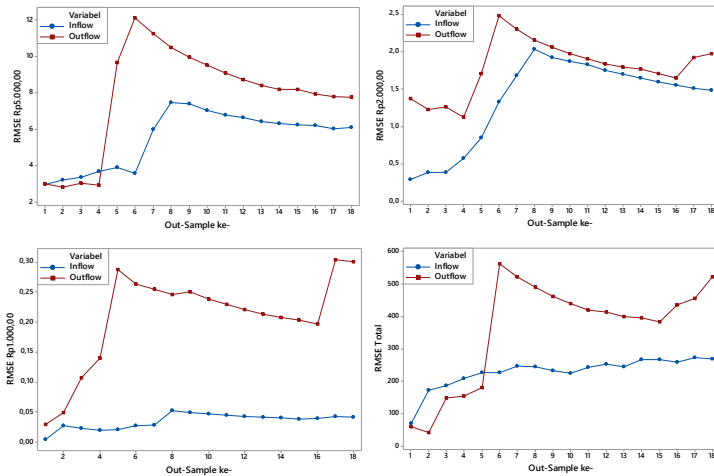 RMSE Rp5.000,00
12
10
8
6
4
2
Variabel
Inflow
Outflow
1 2 3 4 5 6 7 8 9 10 11 12 13 14 15 16 17 18
Out-Sample ke-
RMSE Rp2.000,00
2,5
2,0
1,5
1,0
0,5
0,0
Variabel
Inflow
Outflow
1 2 3 4 5 6 7 8 9 10 11 12 13 14 15 16 17 18
Out-Sample ke-
RMSE Rp1.000,00
0,30
0,25
0,20
0,15
0,10
0,05
0,00
Variabel
Inflow
Outflow
2 4 6 8 10 12 14 16 18
Out-Sample ke-
RMSE Total
600
500
400
300
200
100
0
Variabel
Inflow
Outflow
1 2 3 4 5 6 7 8 9 10 11 12 13 14 15 16 17 18
Out-Sample ke-